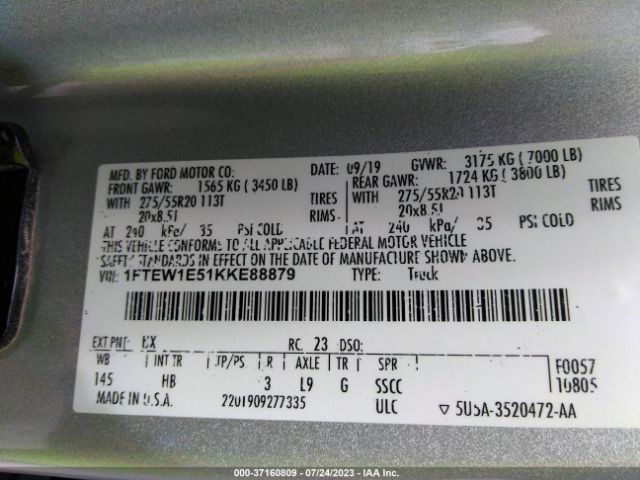 MFD. BY FORD MOTOR CO. DATE: 09/19 GVWR: 3175 KG ( 7000 LB)
FRONT GAWR: 1565 KG ( 3450 LB) REAR GAWR: 1724 KG ( 3800 LB)
WITH 275/55R20 113T TIRES WITH 275/55R20 113T TIRES
20x8.5J RIMS 20x8.5J RIMS
AT 240 kPa/ 35 PSI COLD AT 240 kPa/ 35 PSI COLD
THIS VEHICLE CONFORMS TO ALL APPLICABLE FEDERAL MOTOR VEHICLE
SAFETY STANDARDS IN EFFECT ON THE DATE OF MANUFACTURE SHOWN ABOVE.
VIN: 1FTEW1E51KKE88879 TYPE: Truck
EXT PNT: RC: 23 DSO:
WB INT TR TP/PS R AXLE TR SPR F0057
145 HB 3 L9 G SSCC 10805
MADE IN U.S.A. 2201909277335 ULC ▽ 5U5A-3520472-AA
000-37160809 - 07/24/2023 - IAA Inc.